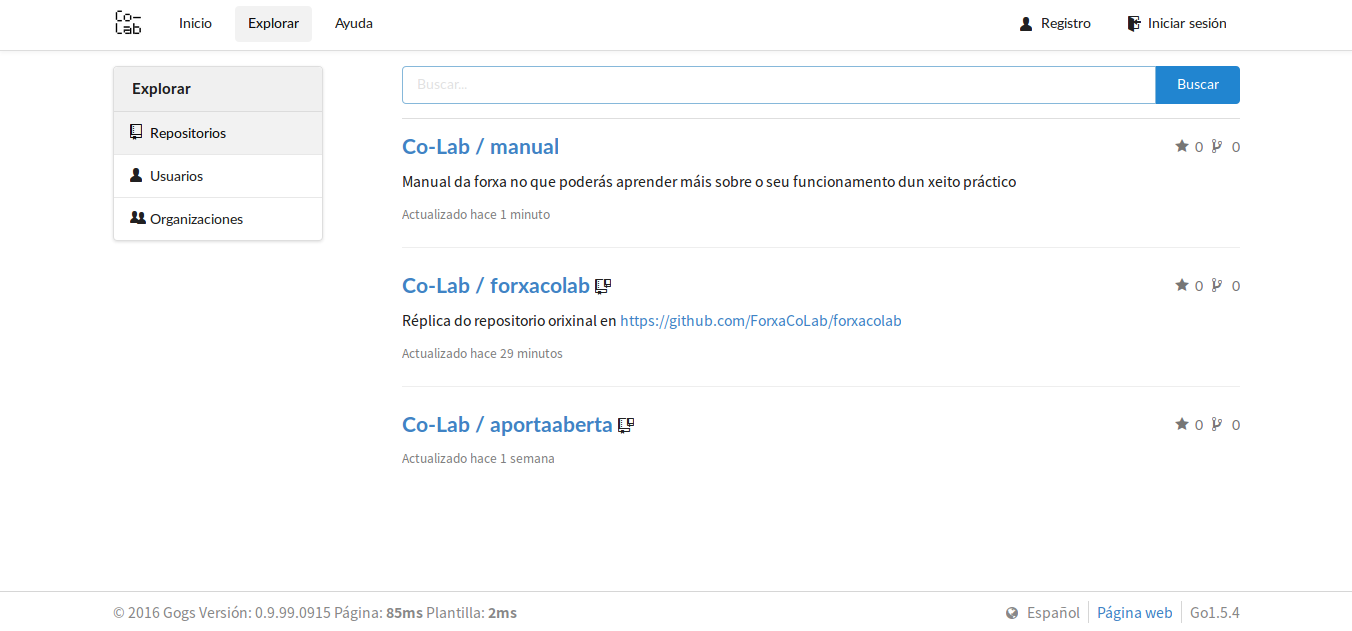 Co-
Lab
Inicio
Explorar
Ayuda
Registro
Iniciar sesión
Explorar
Repositorios
Usuarios
Organizaciones
Buscar...
Buscar
Co-Lab / manual
0 0
Manual da forxa no que poderás aprender máis sobre o seu funcionamento dun xeito práctico
Actualizado hace 1 minuto
Co-Lab / forxacolab
0 0
Réplica do repositorio orixinal en https://github.com/ForxaCoLab/forxacolab
Actualizado hace 29 minutos
Co-Lab / aportaaberta
0 0
Actualizado hace 1 semana
© 2016 Gogs Versión: 0.9.99.0915 Página: 85ms Plantilla: 2ms
Español
Página web
Go1.5.4